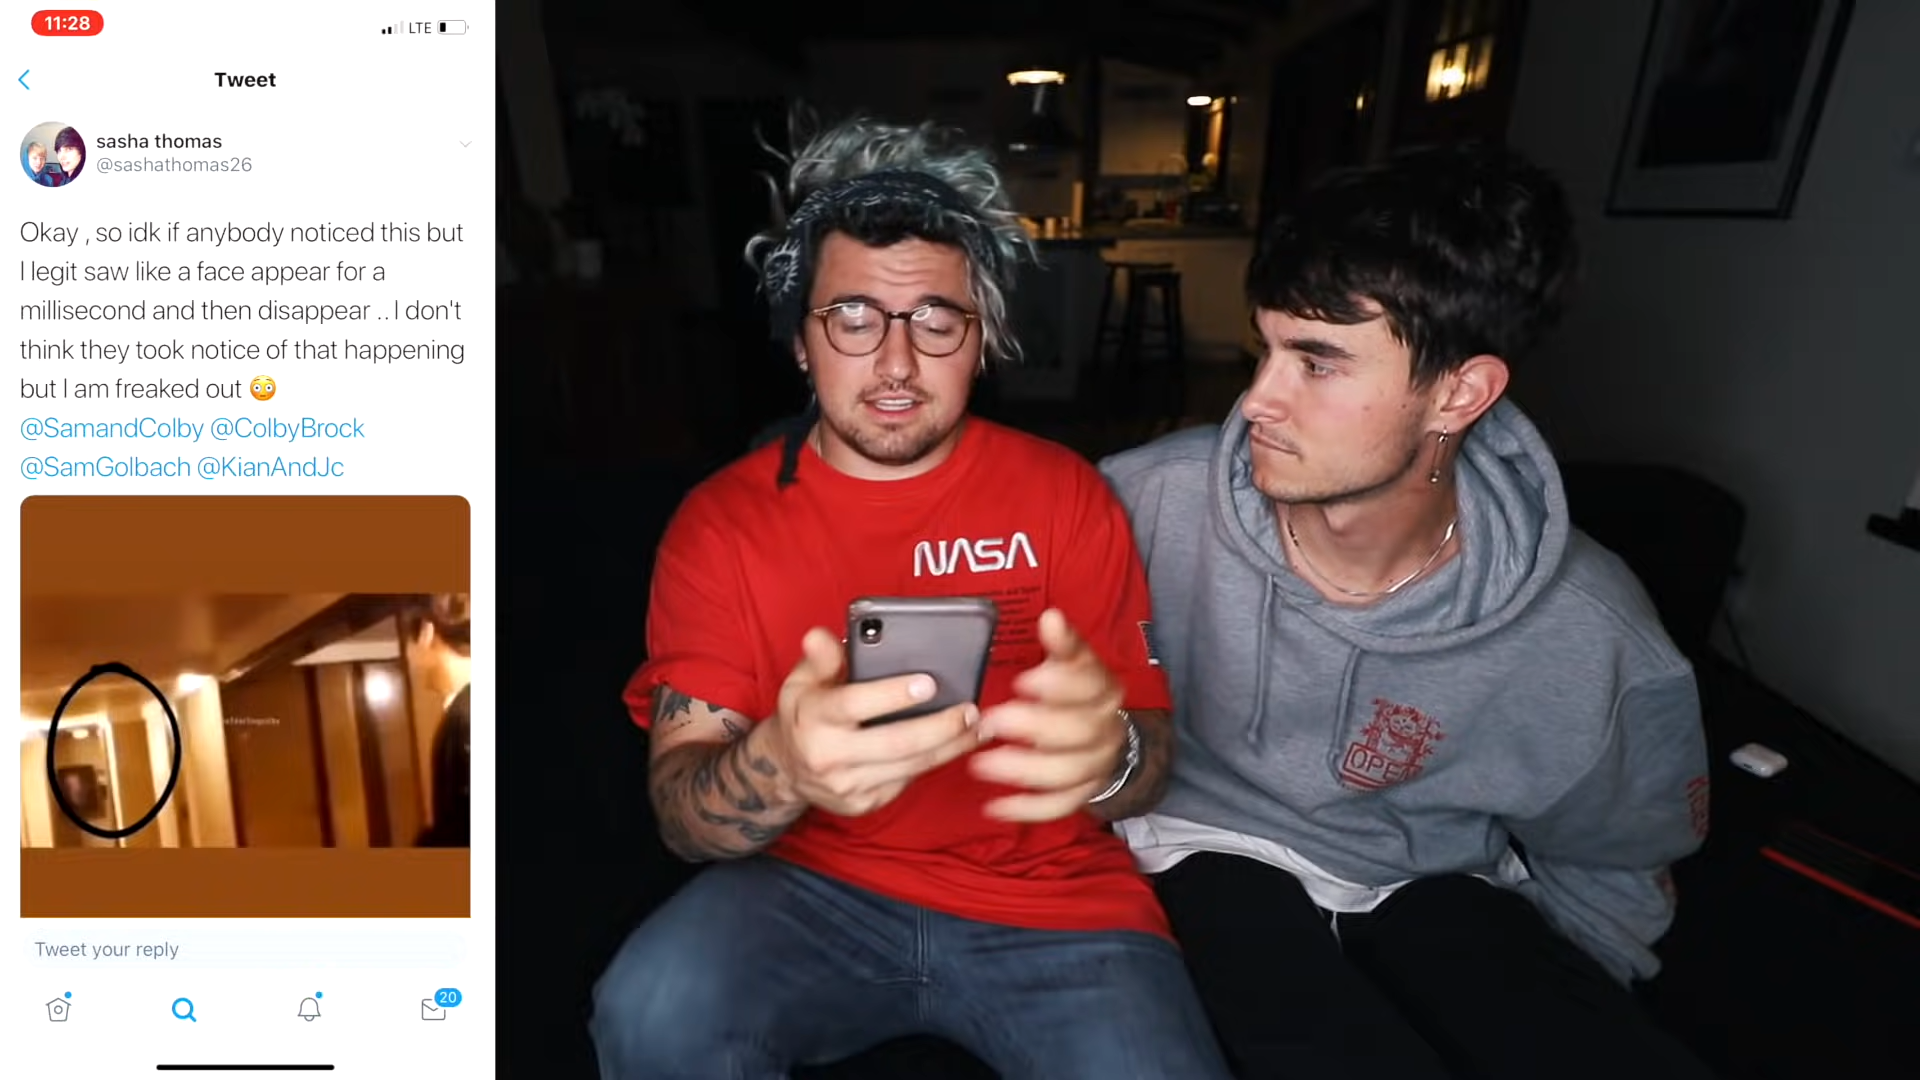 11:28
LTE
Tweet
sasha thomas
@sashathomas26
Okay , so idk if anybody noticed this but
I legit saw like a face appear for a
millisecond and then disappear .. I don't
think they took notice of that happening
but I am freaked out 😳
@SamandColby @ColbyBrock
@SamGolbach @KianAndJc
Tweet your reply
20
NASA
OPEN